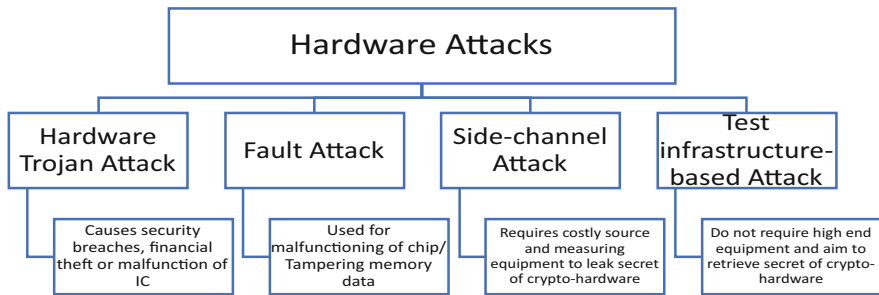 Hardware Attacks
Hardware
Trojan Attack
Fault Attack
Side-channel
Attack
Test
infrastructure-
based Attack
Causes security
breaches, financial
theft or malfunction of
IC
Used for
malfunctioning of chip/
Tampering memory
data
Requires costly source
and measuring
equipment to leak secret
of crypto-hardware
Do not require high end
equipment and aim to
retrieve secret of crypto-
hardware